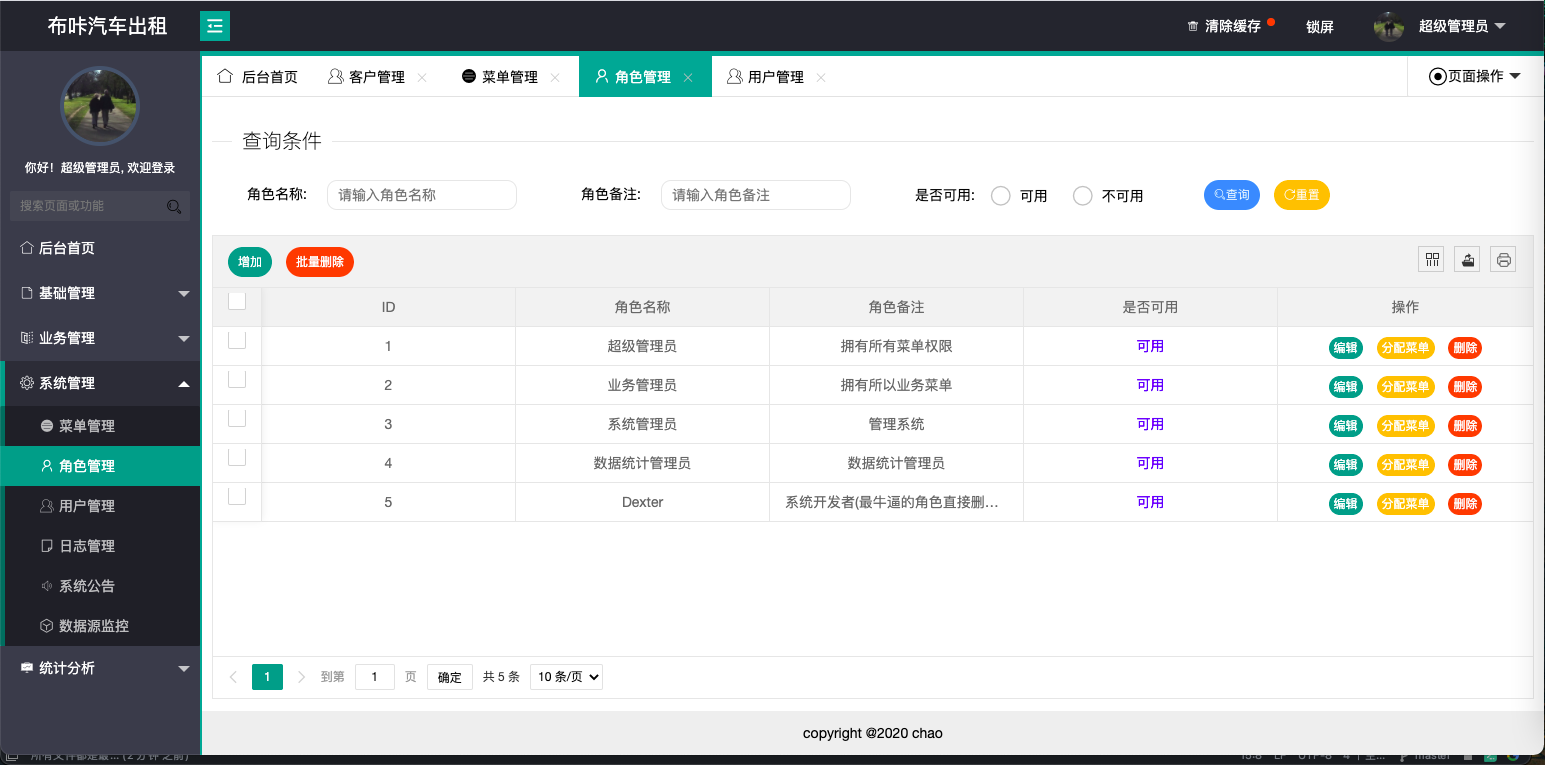 布咔汽车出租
清除缓存
锁屏
超级管理员
你好！超级管理员, 欢迎登录
搜索页面或功能
后台首页
基础管理
业务管理
系统管理
菜单管理
角色管理
用户管理
日志管理
系统公告
数据源监控
统计分析
后台首页 客户管理 菜单管理 角色管理 用户管理 页面操作
查询条件
角色名称: 请输入角色名称 角色备注: 请输入角色备注 是否可用: 可用 不可用 查询 重置
增加 批量删除
ID 角色名称 角色备注 是否可用 操作
1 超级管理员 拥有所有菜单权限 可用 编辑 分配菜单 删除
2 业务管理员 拥有所以业务菜单 可用 编辑 分配菜单 删除
3 系统管理员 管理系统 可用 编辑 分配菜单 删除
4 数据统计管理员 数据统计管理员 可用 编辑 分配菜单 删除
5 Dexter 系统开发者(最牛逼的角色直接删... 可用 编辑 分配菜单 删除
1 到第 1 页 确定 共 5 条 10 条/页
copyright @2020 chao